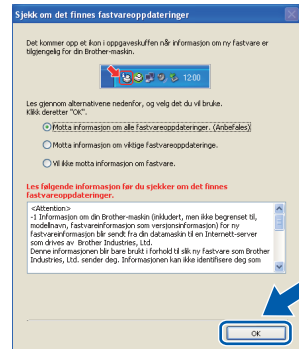 Sjekk om det finnes fastvareoppdateringer
Det kommer opp et ikon i oppgaveskuffen når informasjon om ny fastvare er
tilgjengelig for din Brother-maskin.
12:00
Les gjennom alternativene nedenfor, og velg det du vil bruke.
Klikk deretter "OK".
Motta informasjon om alle fastvareoppdateringer. (Anbefales)
Motta informasjon om viktige fastvareoppdateringe.
Vil ikke motta informasjon om fastvare.
Les følgende informasjon før du sjekker om det finnes
fastvareoppdateringer.
<Attention>
-1 Informasjon om din Brother-maskin (inkludert, men ikke begrenset til,
modellnavn, fastvareinformasjon som versjonsinformasjon) for ny
fastvareinformasjon blir sendt fra din datamaskin til en Internett-server
som drives av Brother Industries, Ltd.
Denne informasjonen blir bare brukt i forhold til slik ny fastvare som Brother
Industries, Ltd. sender deg. Informasjonen kan ikke identifisere deg som
OK